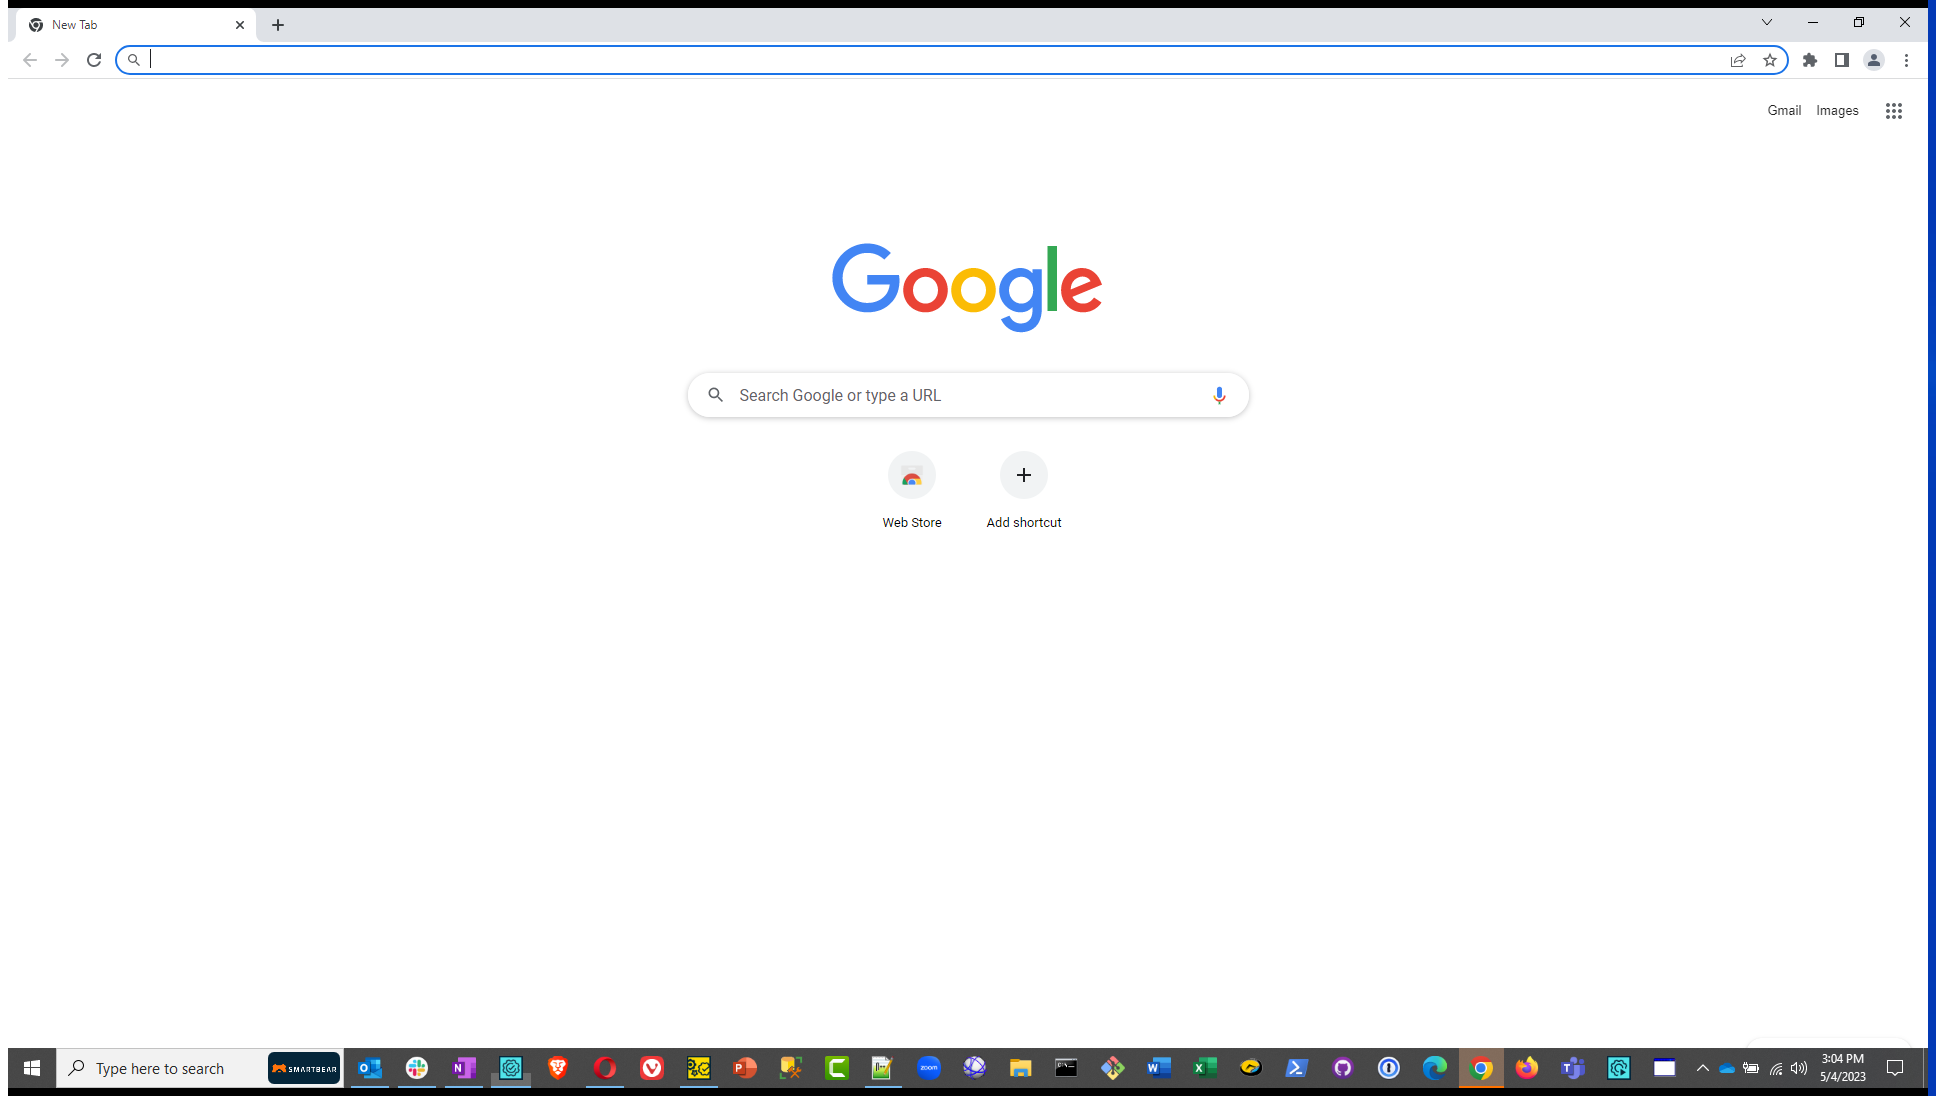 New Tab
Gmail Images
Google
Search Google or type a URL
Web Store Add shortcut
Type here to search SMARTBEAR zoom 3:04 PM
5/4/2023